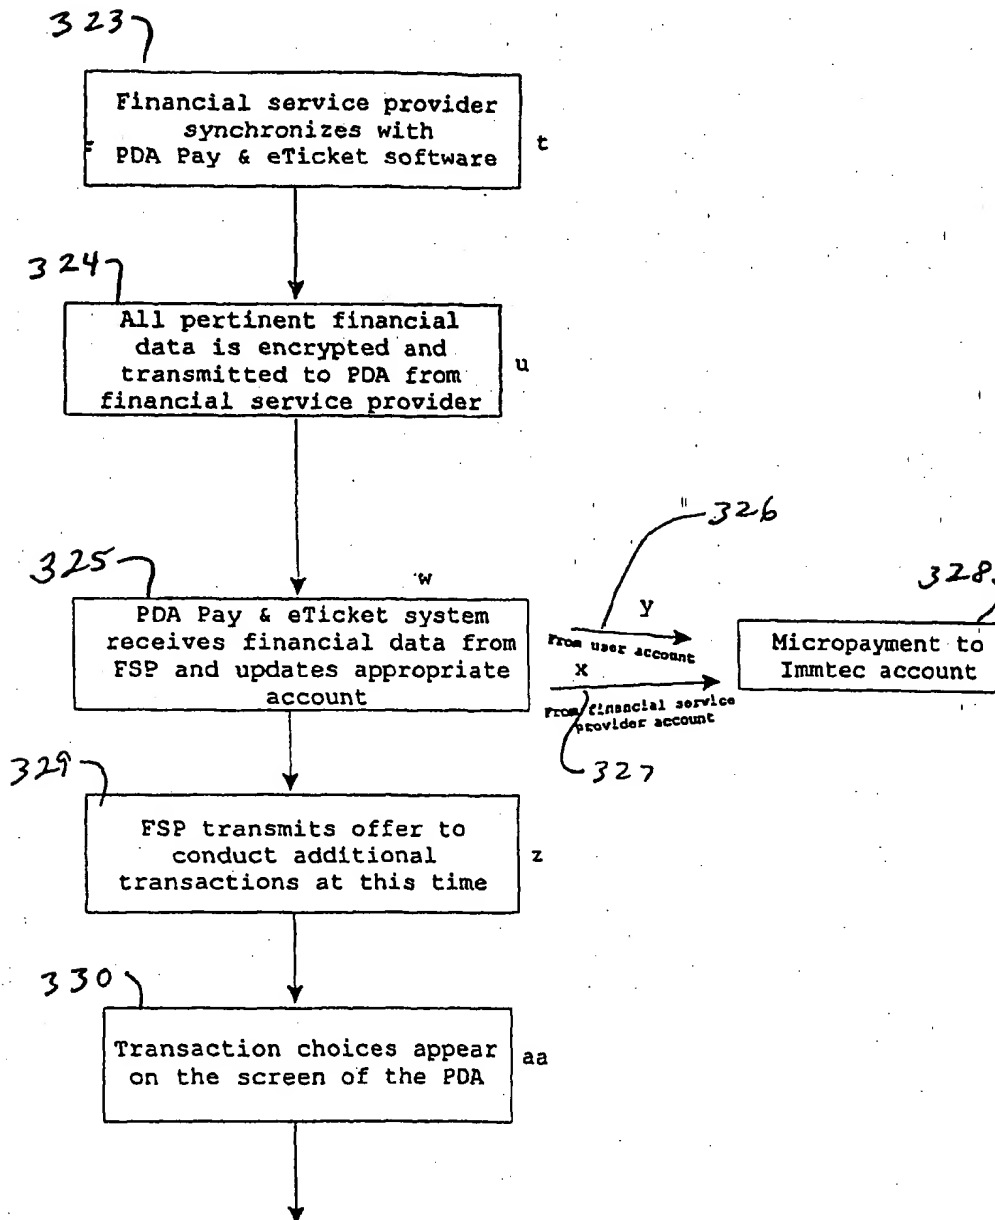 323
Financial service provider
synchronizes with
PDA Pay & eTicket software
t
324
All pertinent financial
data is encrypted and
transmitted to PDA from
financial service provider
u
325
w
PDA Pay & eTicket system
receives financial data from
FSP and updates appropriate
account
326
y
From user account
x
From financial service
provider account
327
328
Micropayment to
Immtec account
329
FSP transmits offer to
conduct additional
transactions at this time
z
330
Transaction choices appear
on the screen of the PDA
aa